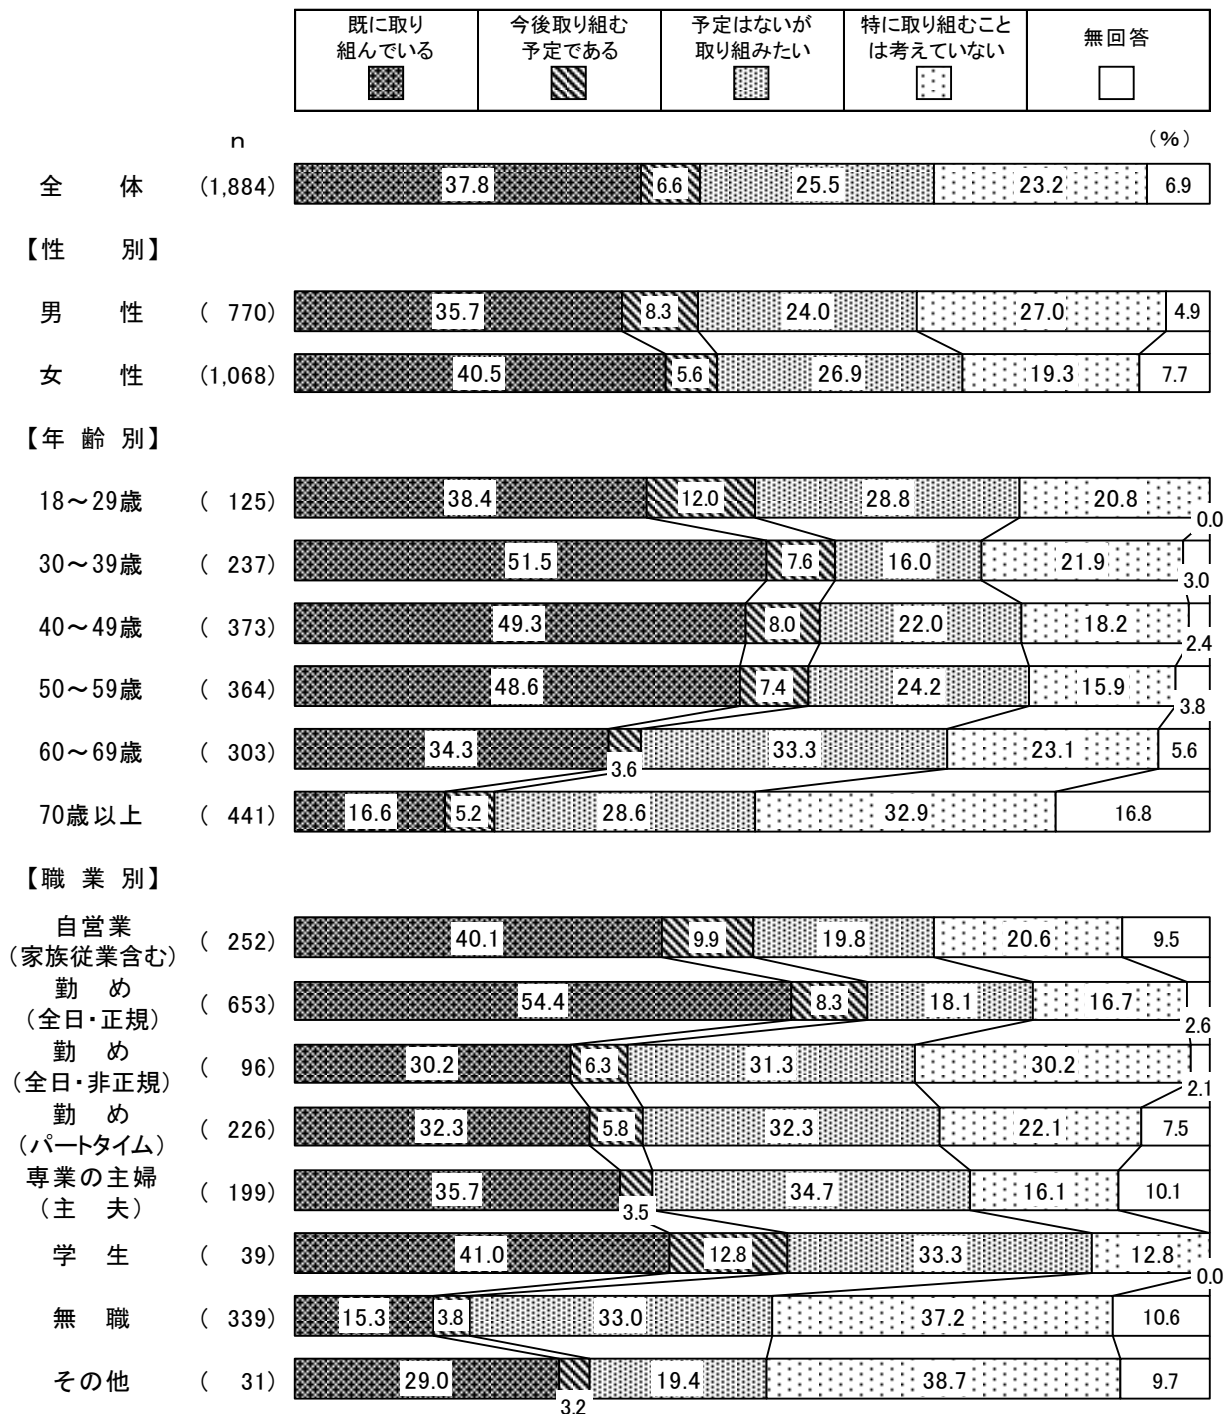 既に取り 今後取り組む 予定はないが 特に取り組むこと 無回答
組んでいる 予定である 取り組みたい は考えていない
n (%)
全 体 (1,884) 37.8 6.6 25.5 23.2 6.9
【性 別】
男 性 ( 770) 35.7 8.3 24.0 27.0 4.9
女 性 (1,068) 40.5 5.6 26.9 19.3 7.7
【年 齢 別】
18～29歳 ( 125) 38.4 12.0 28.8 20.8 0.0
30～39歳 ( 237) 51.5 7.6 16.0 21.9 3.0
40～49歳 ( 373) 49.3 8.0 22.0 18.2 2.4
50～59歳 ( 364) 48.6 7.4 24.2 15.9 3.8
60～69歳 ( 303) 34.3 3.6 33.3 23.1 5.6
70歳以上 ( 441) 16.6 5.2 28.6 32.9 16.8
【職 業 別】
自営業
(家族従業含む) ( 252) 40.1 9.9 19.8 20.6 9.5
勤 め
(全日・正規) ( 653) 54.4 8.3 18.1 16.7 2.6
勤 め
(全日・非正規) ( 96) 30.2 6.3 31.3 30.2 2.1
勤 め
(パートタイム) ( 226) 32.3 5.8 32.3 22.1 7.5
専業の主婦
(主 夫) ( 199) 35.7 3.5 34.7 16.1 10.1
学 生 ( 39) 41.0 12.8 33.3 12.8 0.0
無 職 ( 339) 15.3 3.8 33.0 37.2 10.6
その他 ( 31) 29.0 3.2 19.4 38.7 9.7